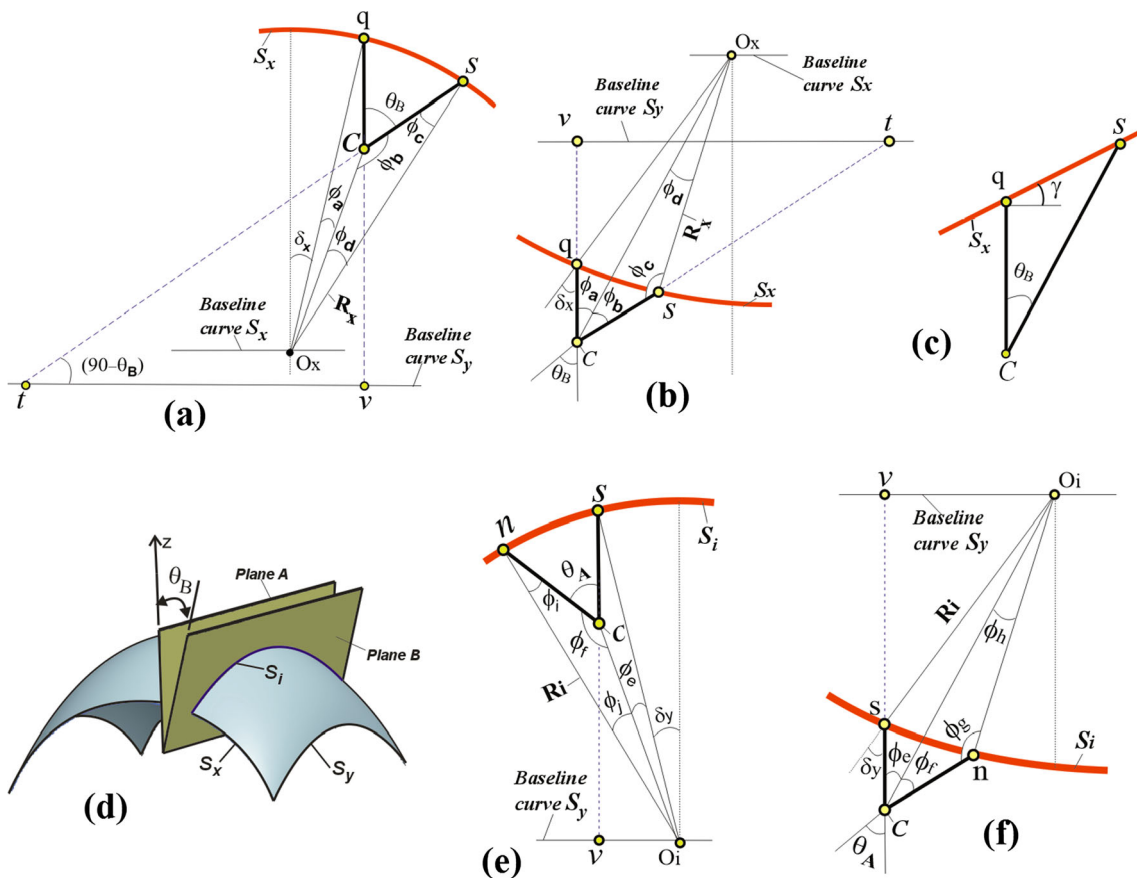 q
Sx
S
θB
C
ϕc
ϕb
ϕa
δx
ϕd
Rx
Baseline
curve Sx
Ox
Baseline
curve Sy
(90–θB)
t
v
(a)
Ox
Baseline
curve Sx
Baseline
curve Sy
v
t
ϕd
Rx
q
ϕc
ϕa
ϕb
δx
S
Sx
C
θB
(b)
S
q
γ
Sx
θB
C
(c)
z
θB
Plane A
Plane B
Si
Sx
Sy
(d)
S
n
Si
θA
ϕi
C
ϕf
ϕe
Ri
ϕj
δy
Baseline
curve Sy
v
Oi
(e)
v
Oi
Baseline
curve Sy
Ri
ϕh
S
ϕg
Si
δy
ϕe
ϕf
n
C
θA
(f)